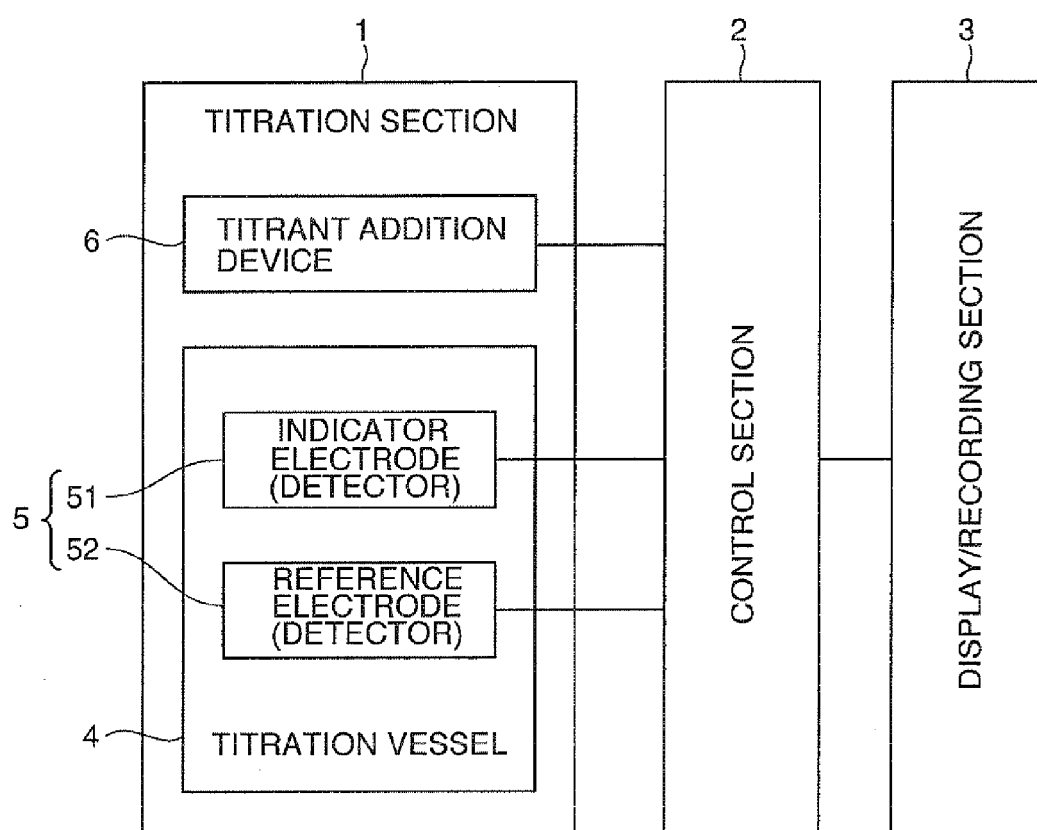 1
2
3
TITRATION SECTION
6
TITRANT ADDITION
DEVICE
INDICATOR
ELECTRODE
(DETECTOR)
5
51
52
REFERENCE
ELECTRODE
(DETECTOR)
4
TITRATION VESSEL
CONTROL SECTION
DISPLAY/RECORDING SECTION